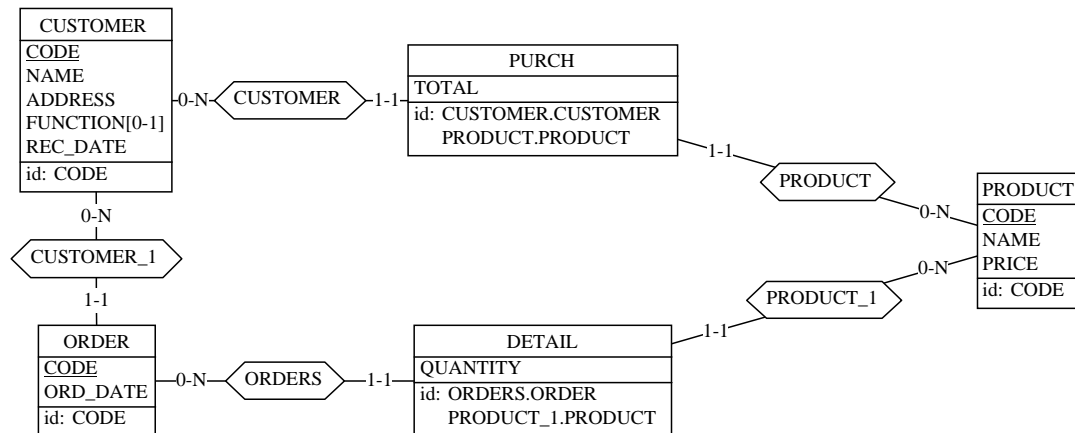 CUSTOMER
CODE
NAME
ADDRESS
FUNCTION[0-1]
REC_DATE
id: CODE
0-N
CUSTOMER
1-1
PURCH
TOTAL
id: CUSTOMER.CUSTOMER
PRODUCT.PRODUCT
1-1
PRODUCT
0-N
PRODUCT
CODE
NAME
PRICE
id: CODE
0-N
CUSTOMER_1
1-1
0-N
PRODUCT_1
1-1
ORDER
CODE
ORD_DATE
id: CODE
0-N
ORDERS
1-1
DETAIL
QUANTITY
id: ORDERS.ORDER
PRODUCT_1.PRODUCT